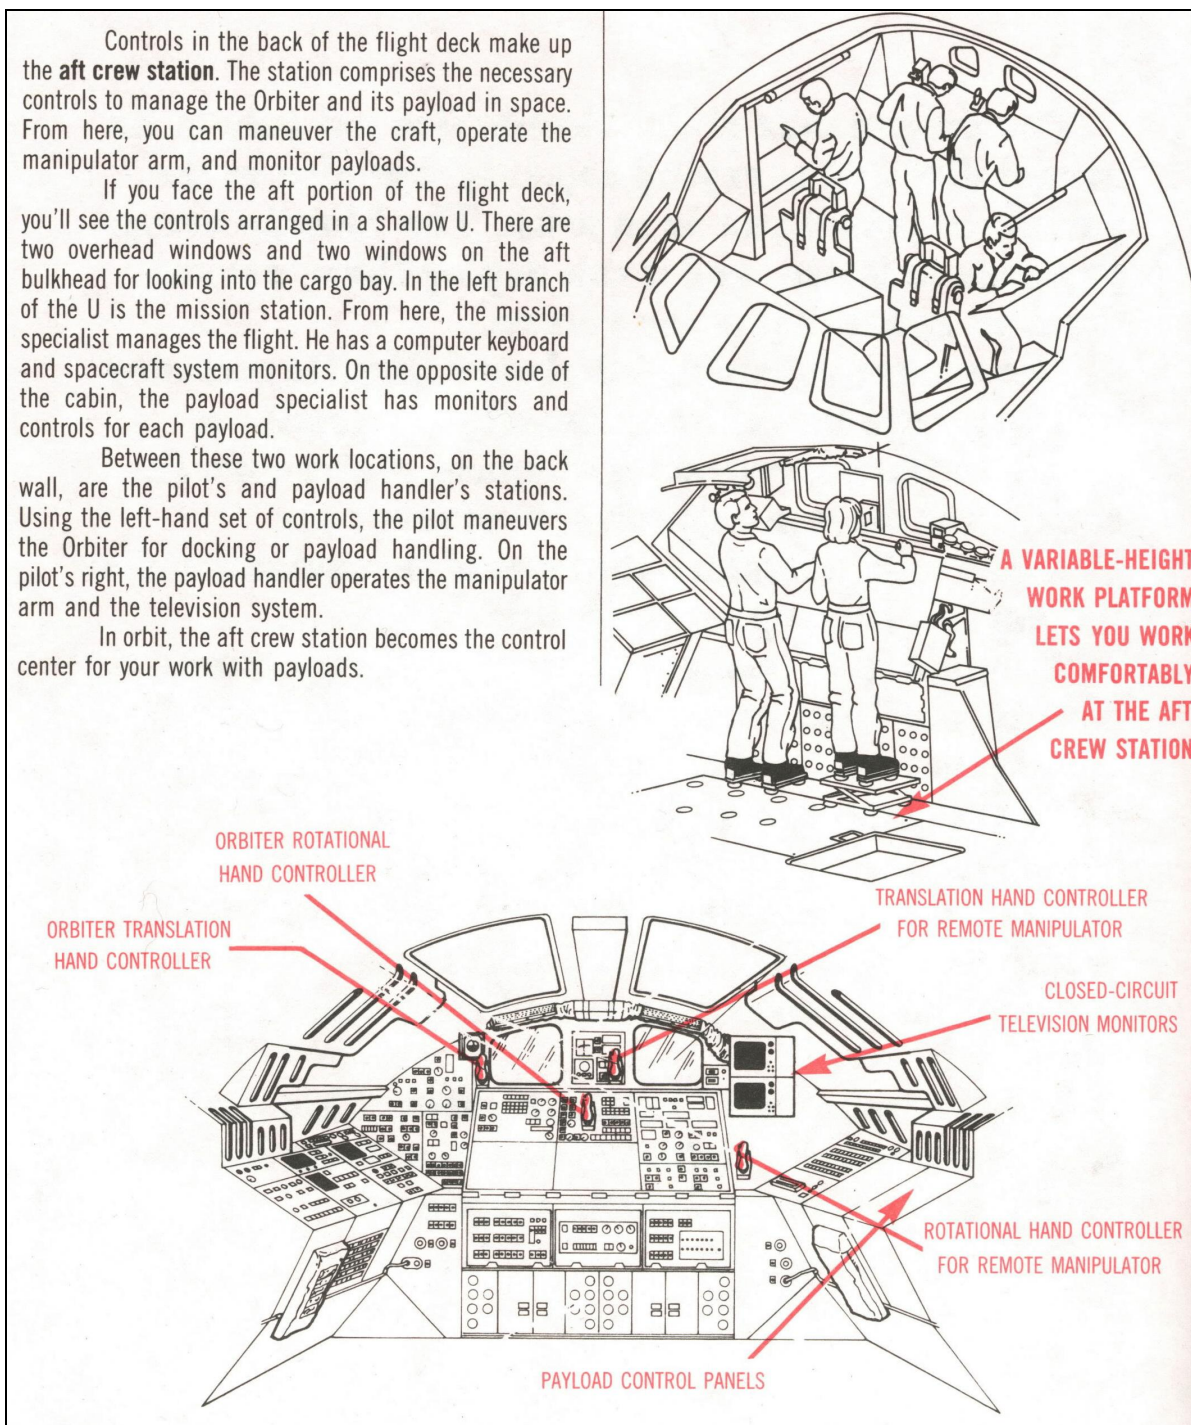 Controls in the back of the flight deck make up
the aft crew station. The station comprises the necessary
controls to manage the Orbiter and its payload in space.
From here, you can maneuver the craft, operate the
manipulator arm, and monitor payloads.
If you face the aft portion of the flight deck,
you'll see the controls arranged in a shallow U. There are
two overhead windows and two windows on the aft
bulkhead for looking into the cargo bay. In the left branch
of the U is the mission station. From here, the mission
specialist manages the flight. He has a computer keyboard
and spacecraft system monitors. On the opposite side of
the cabin, the payload specialist has monitors and
controls for each payload.
Between these two work locations, on the back
wall, are the pilot's and payload handler's stations.
Using the left-hand set of controls, the pilot maneuvers
the Orbiter for docking or payload handling. On the
pilot's right, the payload handler operates the manipulator
arm and the television system.
In orbit, the aft crew station becomes the control
center for your work with payloads.
A VARIABLE-HEIGHT
WORK PLATFORM
LETS YOU WORK
COMFORTABLY
AT THE AFT
CREW STATION
ORBITER ROTATIONAL
HAND CONTROLLER
ORBITER TRANSLATION
HAND CONTROLLER
TRANSLATION HAND CONTROLLER
FOR REMOTE MANIPULATOR
CLOSED-CIRCUIT
TELEVISION MONITORS
ROTATIONAL HAND CONTROLLER
FOR REMOTE MANIPULATOR
PAYLOAD CONTROL PANELS